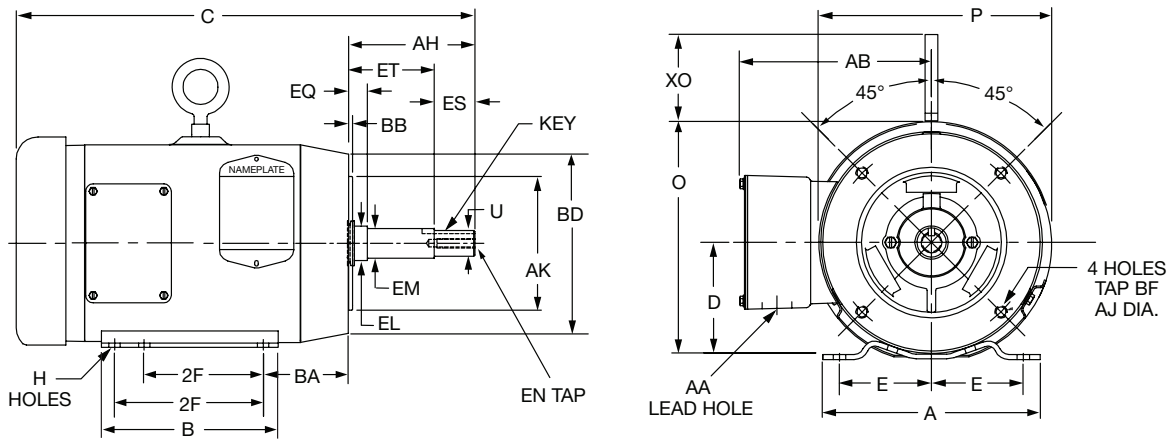 C
AH
ET
EQ
ES
BB
KEY
NAMEPLATE
U
BD
AK
EM
EL
H
HOLES
2F
BA
2F
B
EN TAP
P
AB
XO
45°
45°
O
D
4 HOLES
TAP BF
AJ DIA.
AA
LEAD HOLE
E
E
A